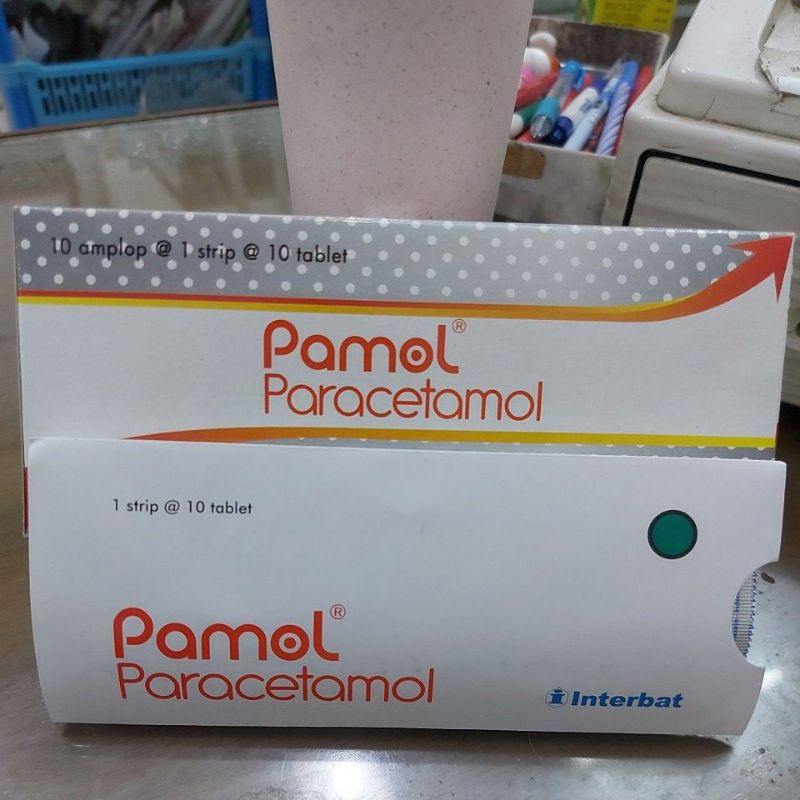 10 amplop @ 1 strip @ 10 tablet
Pamol®
Paracetamol
1 strip @ 10 tablet
Pamol®
Paracetamol
Interbat